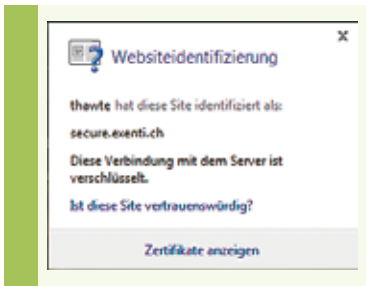 x
Websiteidentifizierung
thawte hat diese Site identifiziert als:
secure.exenti.ch
Diese Verbindung mit dem Server ist
verschlüsselt.
Ist diese Site vertrauenswürdig?
Zertifikate anzeigen